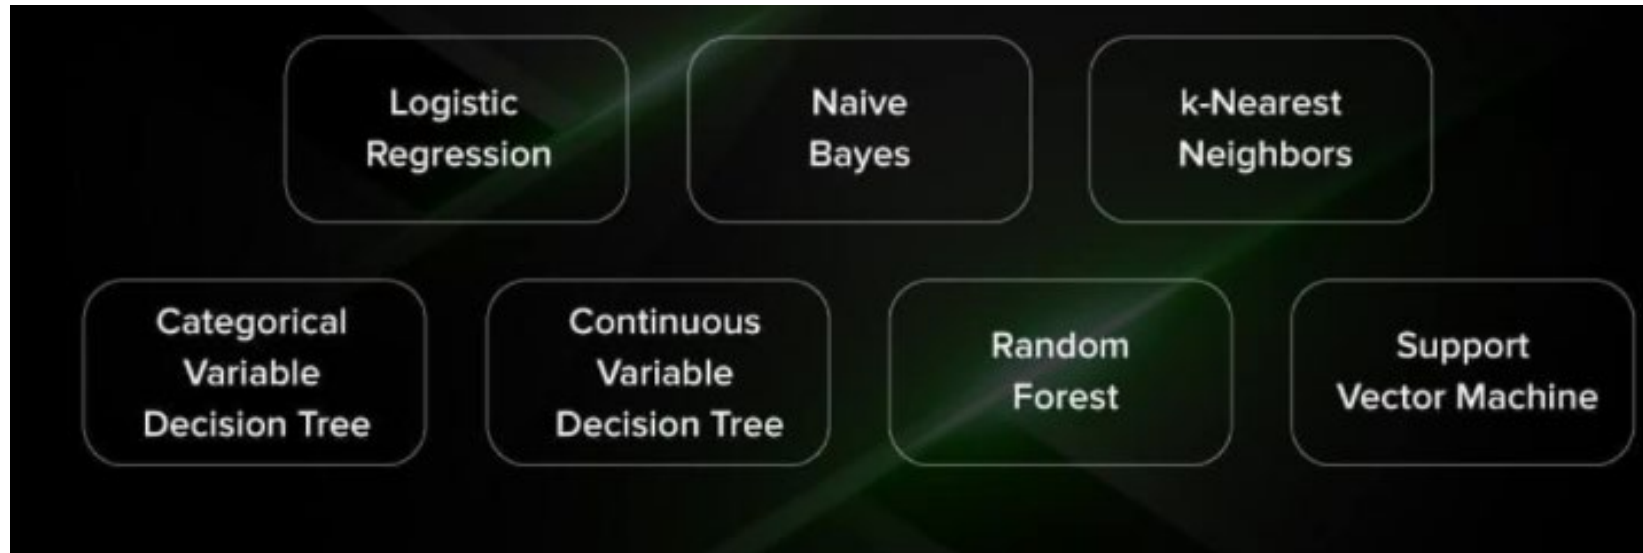 Logistic
Regression
Naive
Bayes
k-Nearest
Neighbors
Categorical
Variable
Decision Tree
Continuous
Variable
Decision Tree
Random
Forest
Support
Vector Machine